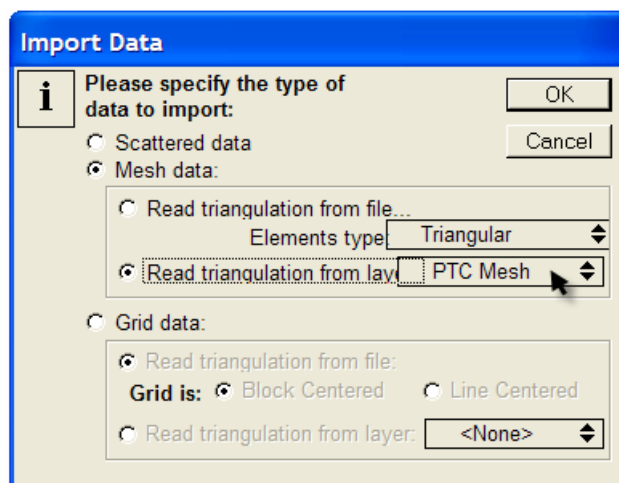 Import Data
i
Please specify the type of
data to import:
OK
Cancel
Scattered data
Mesh data:
Read triangulation from file...
Elements type: Triangular
Read triangulation from laye PTC Mesh
Grid data:
Read triangulation from file:
Grid is: Block Centered Line Centered
Read triangulation from layer: <None>